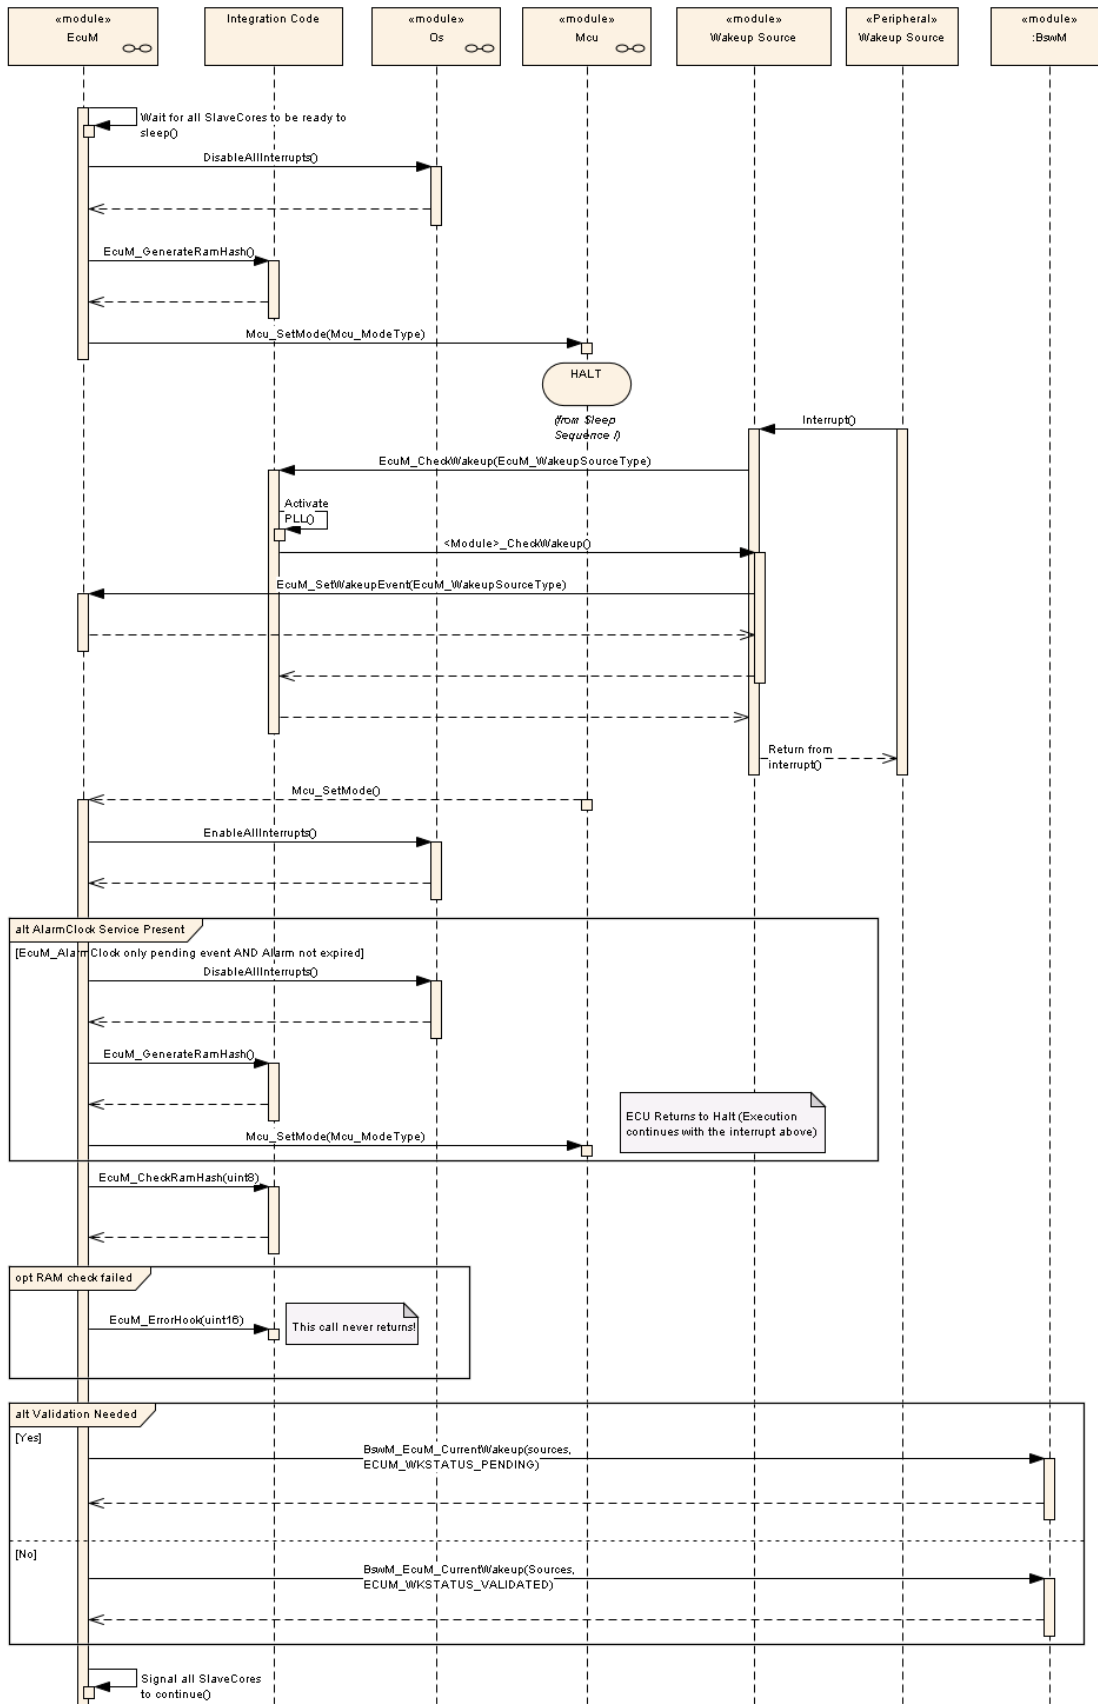 «module»
EcuM
Integration Code
«module»
Os
«module»
Mcu
«module»
Wakeup Source
«Peripheral»
Wakeup Source
«module»
:BswM
Wait for all SlaveCores to be ready to
sleep()
DisableAllInterrupts()
EcuM_GenerateRamHash()
Mcu_SetMode(Mcu_ModeType)
HALT
(from Sleep
Sequence I)
Interrupt()
EcuM_CheckWakeup(EcuM_WakeupSourceType)
Activate
PLL()
<Module>_CheckWakeup()
EcuM_SetWakeupEvent(EcuM_WakeupSourceType)
Return from
interrupt()
Mcu_SetMode()
EnableAllInterrupts()
alt AlarmClock Service Present
[EcuM_AlarmClock only pending event AND Alarm not expired]
DisableAllInterrupts()
EcuM_GenerateRamHash()
ECU Returns to Halt (Execution
continues with the interrupt above)
Mcu_SetMode(Mcu_ModeType)
EcuM_CheckRamHash(uint8)
opt RAM check failed
EcuM_ErrorHook(uint16)
This call never returns!
alt Validation Needed
[Yes]
BswM_EcuM_CurrentWakeup(sources,
ECUM_WKSTATUS_PENDING)
[No]
BswM_EcuM_CurrentWakeup(Sources,
ECUM_WKSTATUS_VALIDATED)
Signal all SlaveCores
to continue()